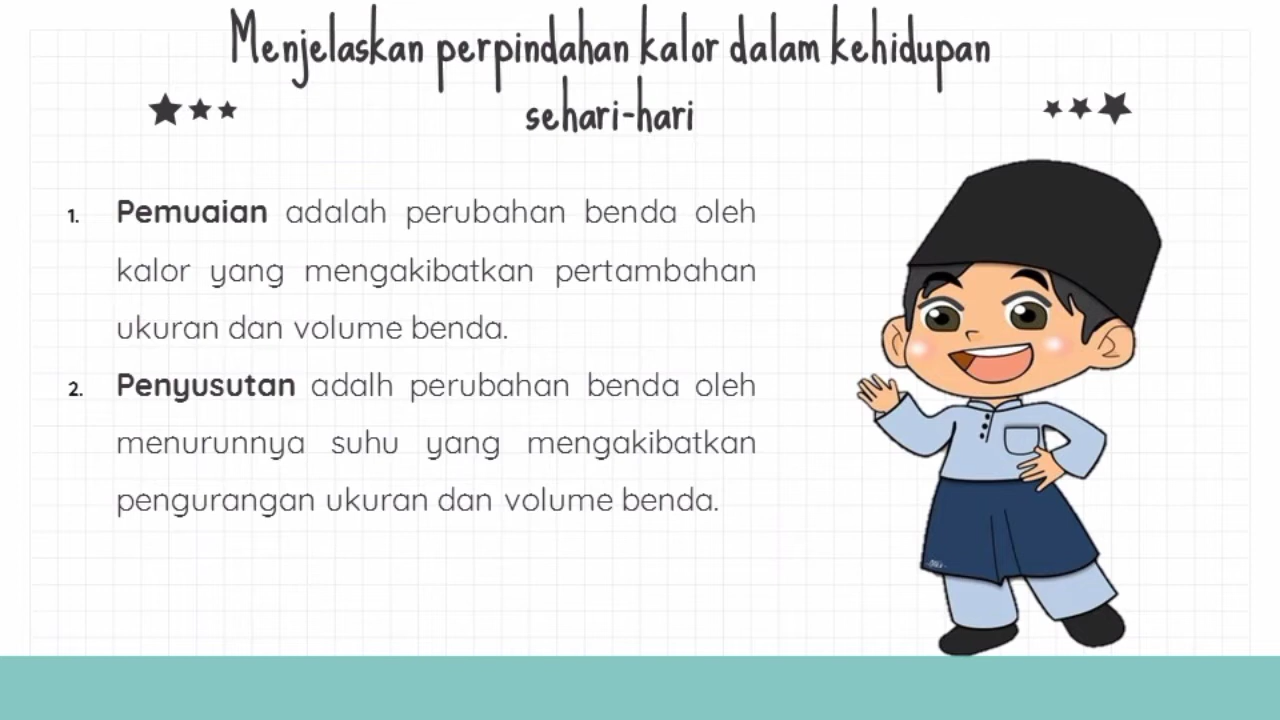 Menjelaskan perpindahan kalor dalam kehidupan
sehari-hari
1. Pemuaian adalah perubahan benda oleh
kalor yang mengakibatkan pertambahan
ukuran dan volume benda.
2. Penyusutan adalh perubahan benda oleh
menurunnya suhu yang mengakibatkan
pengurangan ukuran dan volume benda.